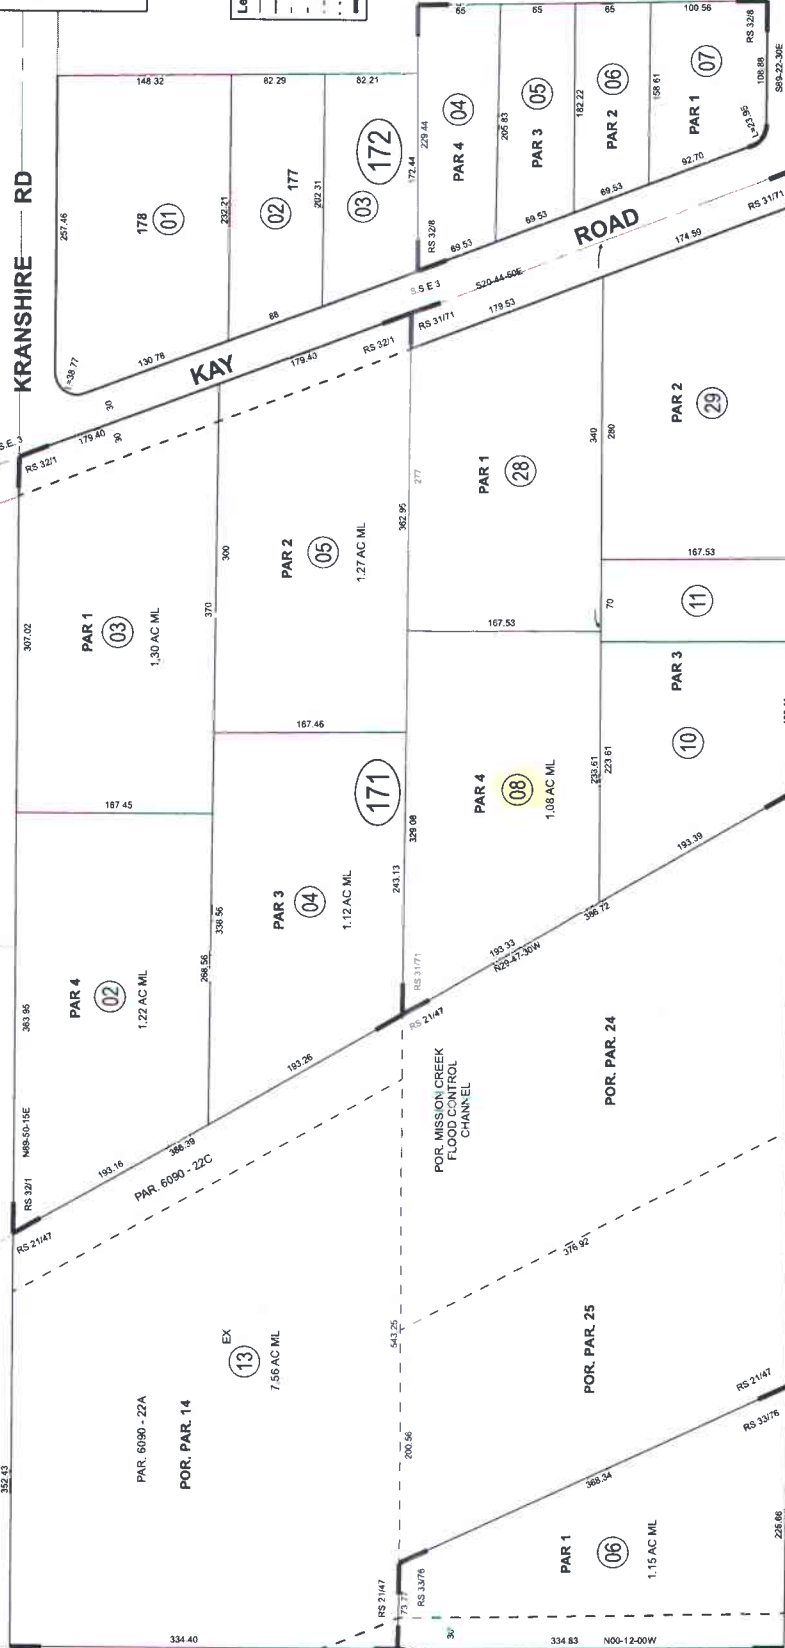 KRANSHIRE RD
148.32
82.29
82.21
257.46
178
01
232.21
02
177
202.31
03
172
172.44
229.44
65
65
65
100.56
RS 32/8
108.88
S89-22-30E
04
PAR 4
205.83
05
PAR 3
182.22
06
PAR 2
158.61
07
PAR 1
L=23.95
92.70
69.53
69.53
69.53
RS 32/8
ROAD
174.59
RS 31/71
S20-44-50E
S.S E 3
88
130.78
L=38.77
KAY
30
30
179.40
S.E. 3
RS 32/1
179.43
RS 32/1
RS 31/71
179.53
307.02
PAR 1
03
1.30 AC ML
370
300
PAR 2
05
1.27 AC ML
362.95
277
PAR 1
28
340
280
PAR 2
29
167.53
11
70
167.53
PAR 3
10
187.45
167.46
171
329.08
243.13
PAR 4
08
1.08 AC ML
233.61
223.61
193.39
386.72
193.33
N29-47-30W
363.95
PAR 4
02
1.22 AC ML
338.56
268.56
PAR 3
04
1.12 AC ML
RS 31/71
RS 21/47
N89-50-15E
RS 32/1
RS 21/47
193.16
386.39
193.26
PAR. 6090 - 22C
POR. MISSION CREEK
FLOOD CONTROL
CHANNEL
POR. PAR. 24
376.92
EX
13
7.56 AC ML
PAR. 6090 - 22A
POR. PAR. 14
352.43
543.25
200.56
POR. PAR. 25
RS 21/47
RS 33/76
368.34
PAR 1
06
1.15 AC ML
226.66
RS 21/47
RS 33/76
30
334.40
334.83
N00-12-00W